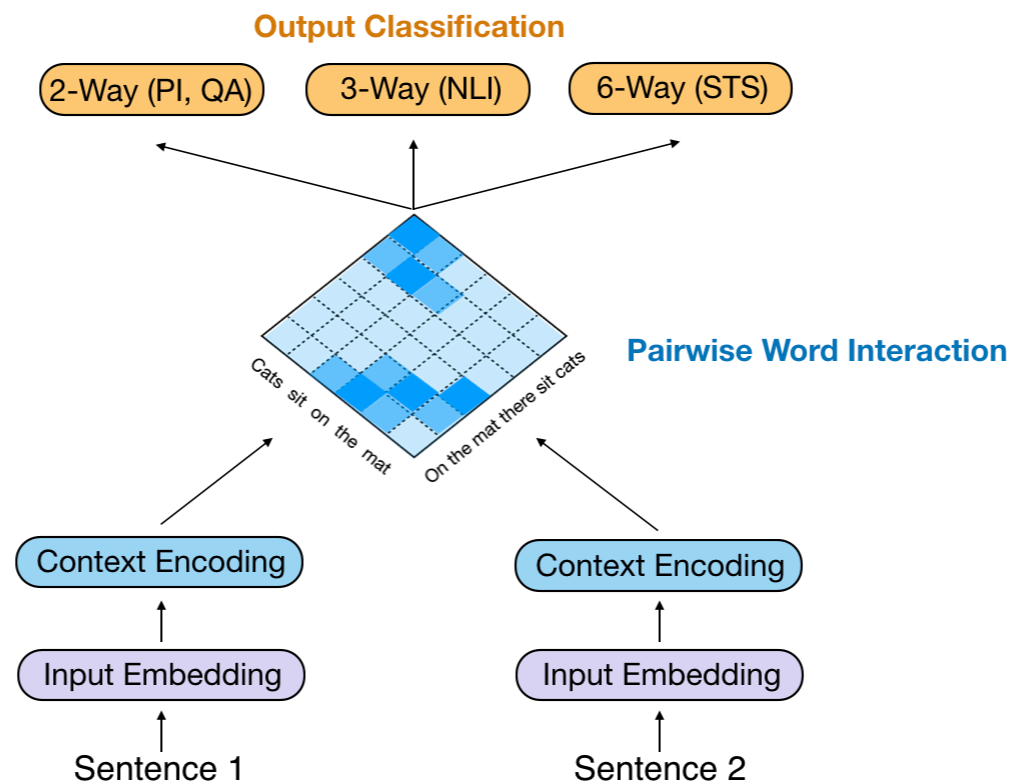 Output Classification
2-Way (PI, QA)
3-Way (NLI)
6-Way (STS)
Pairwise Word Interaction
Cats sit on the mat
On the mat there sit cats
Context Encoding
Context Encoding
Input Embedding
Input Embedding
Sentence 1
Sentence 2